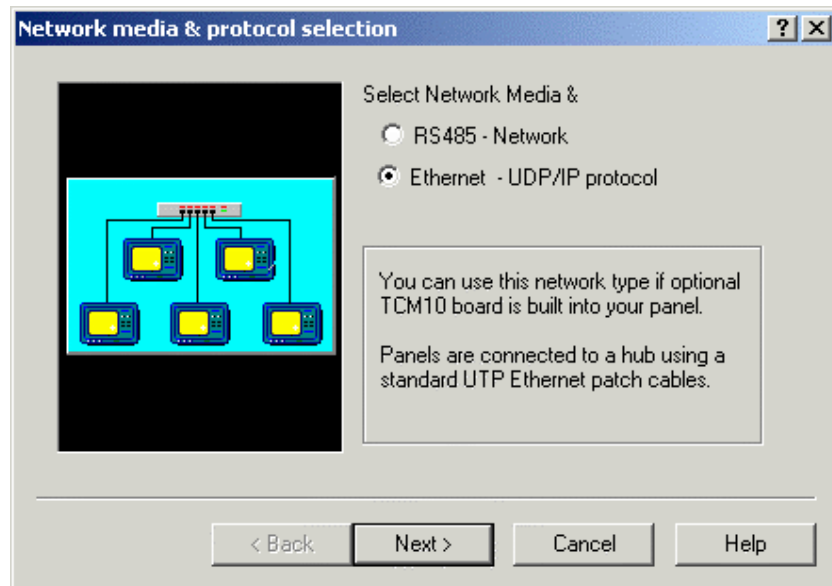 Network media & protocol selection
Select Network Media &
RS485 - Network
Ethernet - UDP/IP protocol
You can use this network type if optional
TCM10 board is built into your panel.
Panels are connected to a hub using a
standard UTP Ethernet patch cables.
< Back
Next >
Cancel
Help